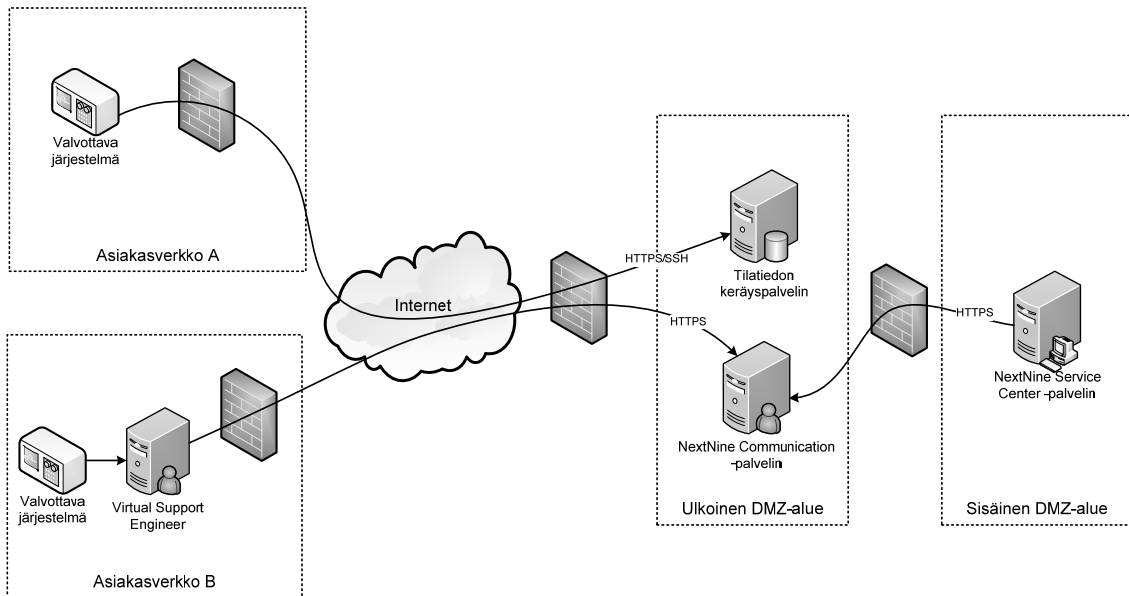 Valvottava
järjestelmä
Asiakasverkko A
Internet
HTTPS/SSH
Tilatiedon
keräyspalvelin
HTTPS
HTTPS
NextNine Service
Center -palvelin
NextNine Communication
-palvelin
Valvottava
järjestelmä
Virtual Support
Engineer
Ulkoinen DMZ-alue
Sisäinen DMZ-alue
Asiakasverkko B